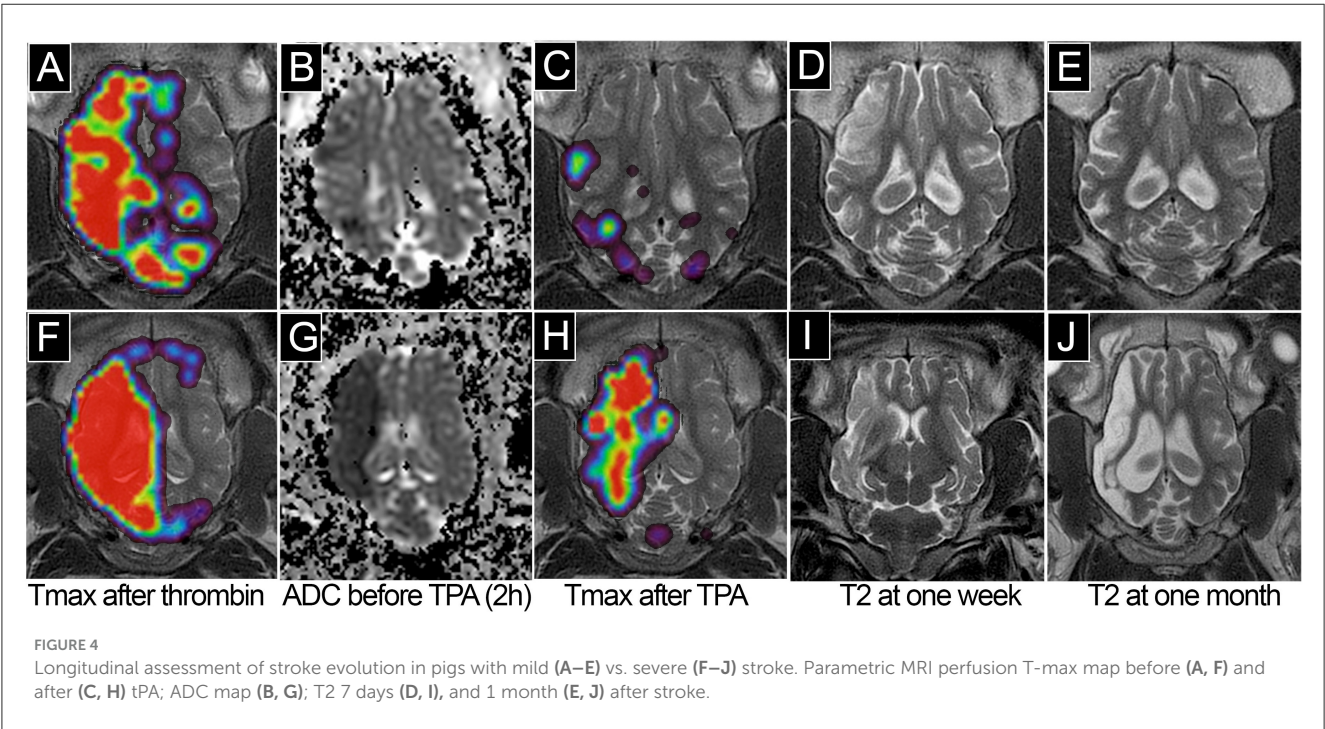 A B C D E
F G H I J
Tmax after thrombin ADC before TPA (2h) Tmax after TPA T2 at one week T2 at one month
FIGURE 4
Longitudinal assessment of stroke evolution in pigs with mild (A–E) vs. severe (F–J) stroke. Parametric MRI perfusion T-max map before (A, F) and
after (C, H) tPA; ADC map (B, G); T2 7 days (D, I), and 1 month (E, J) after stroke.